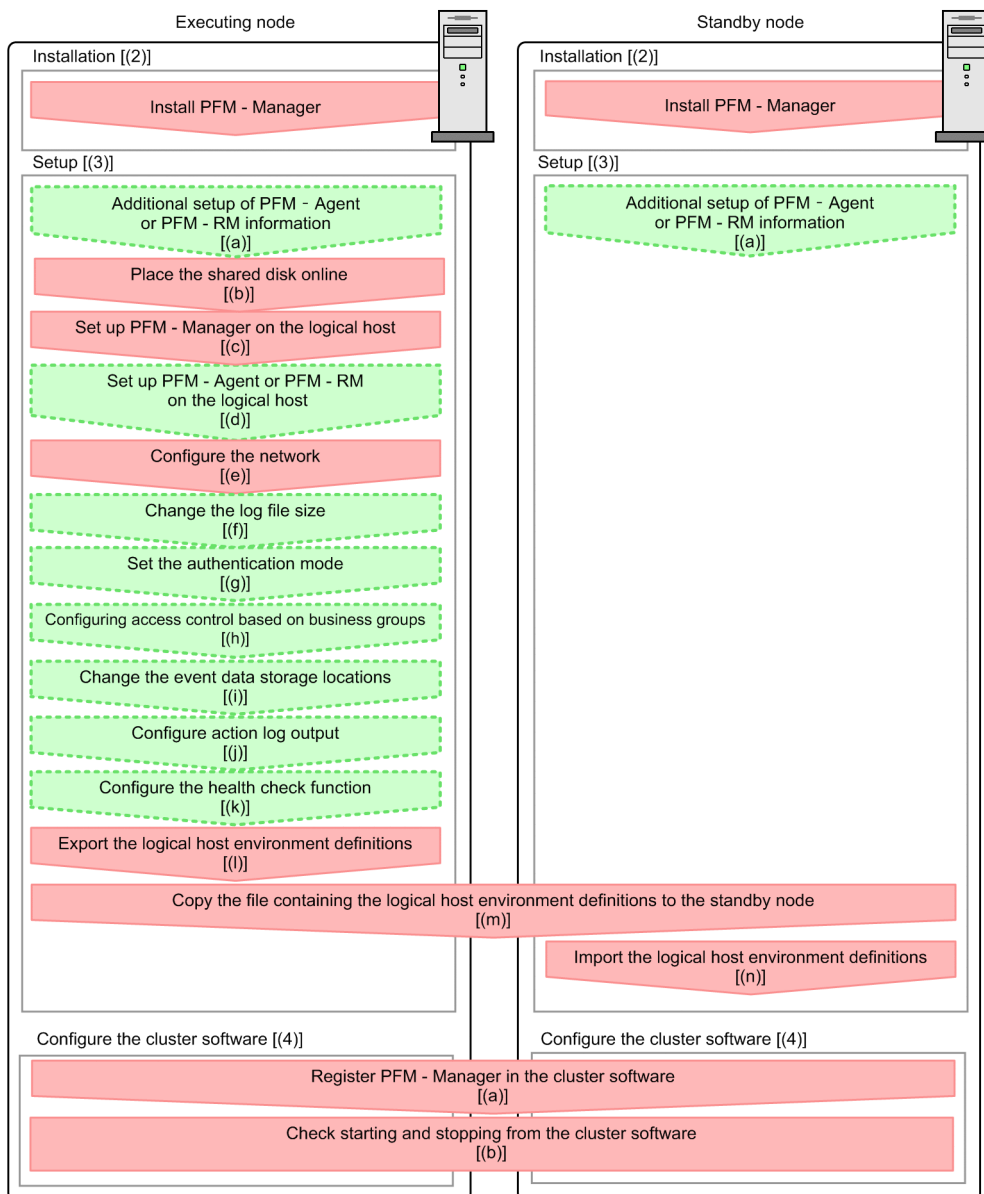 Executing node
Standby node
Installation [(2)]
Installation [(2)]
Install PFM - Manager
Install PFM - Manager
Setup [(3)]
Setup [(3)]
Additional setup of PFM - Agent
or PFM - RM information
[(a)]
Additional setup of PFM - Agent
or PFM - RM information
[(a)]
Place the shared disk online
[(b)]
Set up PFM - Manager on the logical host
[(c)]
Set up PFM - Agent or PFM - RM
on the logical host
[(d)]
Configure the network
[(e)]
Change the log file size
[(f)]
Set the authentication mode
[(g)]
Configuring access control based on business groups
[(h)]
Change the event data storage locations
[(i)]
Configure action log output
[(j)]
Configure the health check function
[(k)]
Export the logical host environment definitions
[(l)]
Copy the file containing the logical host environment definitions to the standby node
[(m)]
Import the logical host environment definitions
[(n)]
Configure the cluster software [(4)]
Configure the cluster software [(4)]
Register PFM - Manager in the cluster software
[(a)]
Check starting and stopping from the cluster software
[(b)]